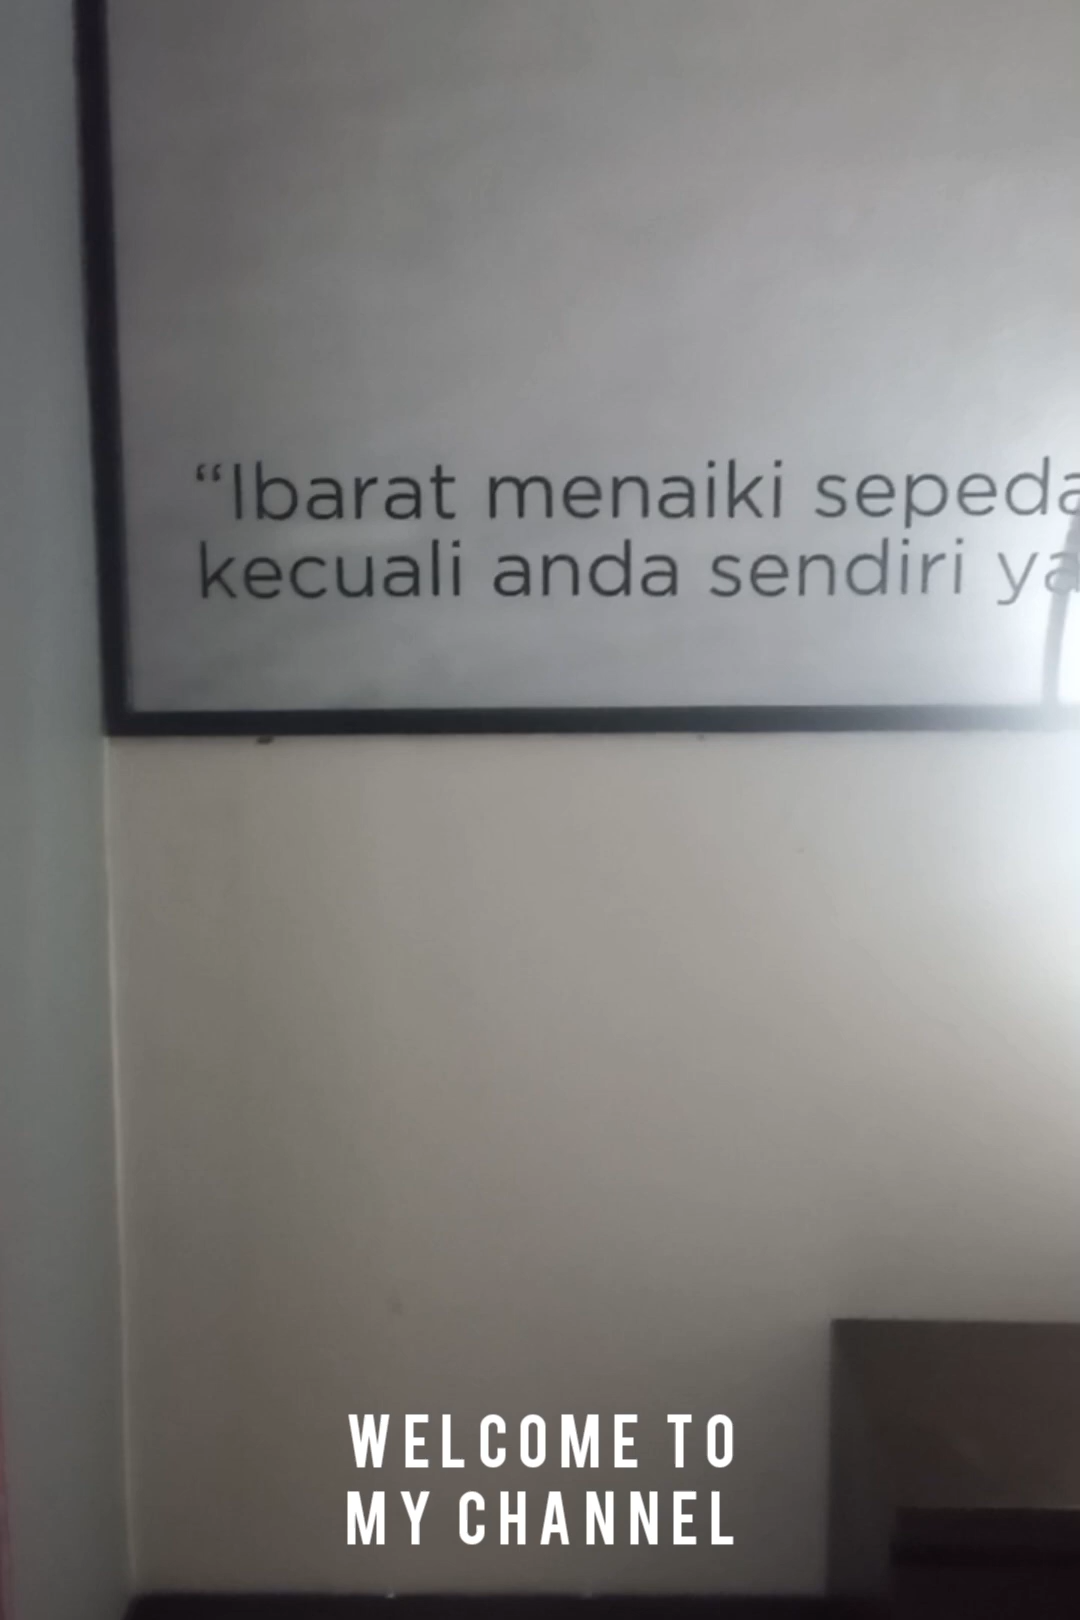 “Ibarat menaiki sepeda
kecuali anda sendiri ya
WELCOME TO
MY CHANNEL